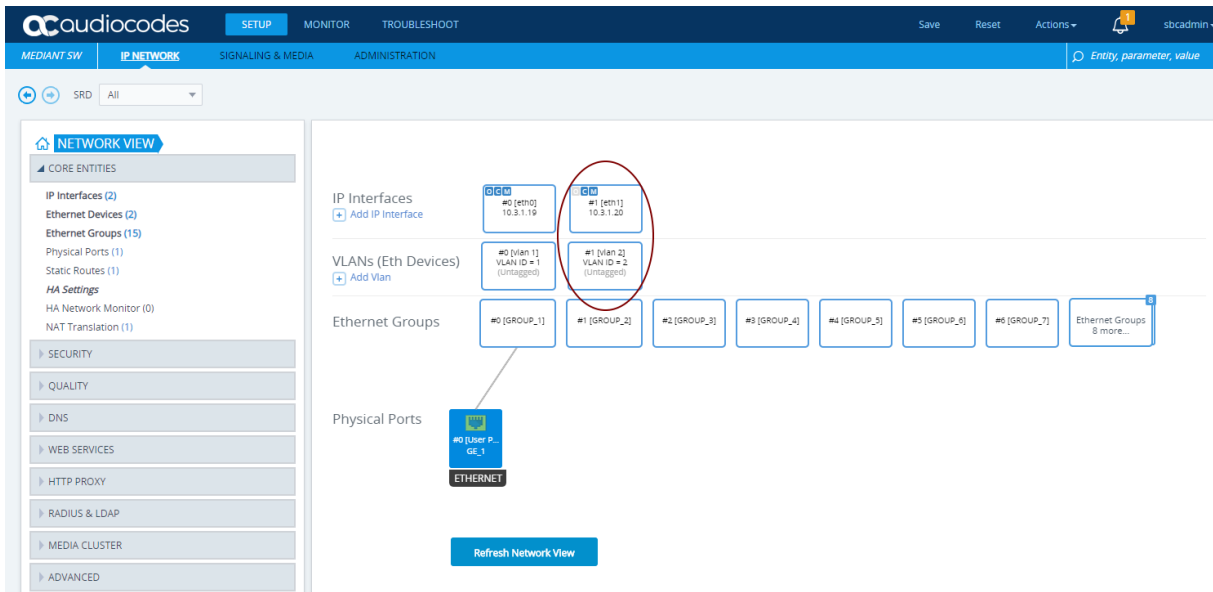 audiocodes SETUP MONITOR TROUBLESHOOT Save Reset Actions 1 sbcadmin
MEDIANT SW IP NETWORK SIGNALING & MEDIA ADMINISTRATION Entity, parameter, value
SRD All
NETWORK VIEW
CORE ENTITIES
IP Interfaces (2)
Ethernet Devices (2)
Ethernet Groups (15)
Physical Ports (1)
Static Routes (1)
HA Settings
HA Network Monitor (0)
NAT Translation (1)
SECURITY
QUALITY
DNS
WEB SERVICES
HTTP PROXY
RADIUS & LDAP
MEDIA CLUSTER
ADVANCED
IP Interfaces
+ Add IP Interface
O C M
#0 [eth0]
10.3.1.19
C M
#1 [eth1]
10.3.1.20
VLANs (Eth Devices)
+ Add Vlan
#0 [vlan 1]
VLAN ID = 1
(Untagged)
#1 [vlan 2]
VLAN ID = 2
(Untagged)
Ethernet Groups
#0 [GROUP_1]
#1 [GROUP_2]
#2 [GROUP_3]
#3 [GROUP_4]
#4 [GROUP_5]
#5 [GROUP_6]
#6 [GROUP_7]
8
Ethernet Groups
8 more...
Physical Ports
#0 [User P...
GE_1
ETHERNET
Refresh Network View